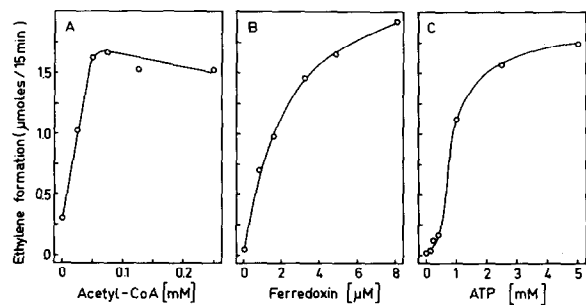 A
B
C
Ethylene formation (µmoles / 15 min)
1.5
1.0
0.5
0
0 0.1 0.2
0 2 4 6 8
0 1 2 3 4 5
Acetyl-CoA [mM]
Ferredoxin [µM]
ATP [mM]